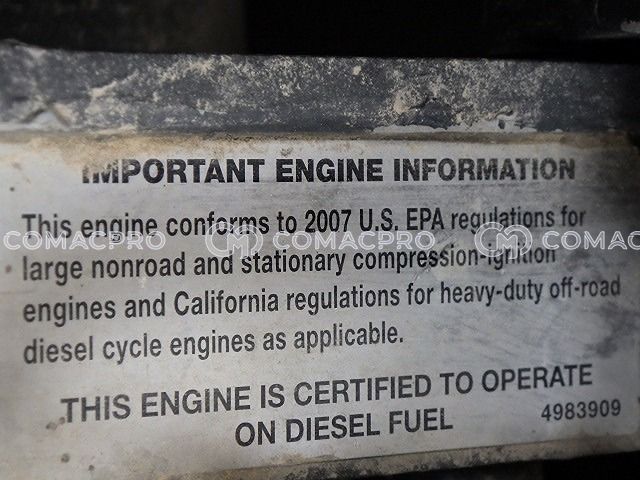 IMPORTANT ENGINE INFORMATION
This engine conforms to 2007 U.S. EPA regulations for
COMACPRO COMACPRO COMAC
large nonroad and stationary compression-ignition
engines and California regulations for heavy-duty off-road
diesel cycle engines as applicable.
THIS ENGINE IS CERTIFIED TO OPERATE
ON DIESEL FUEL 4983909